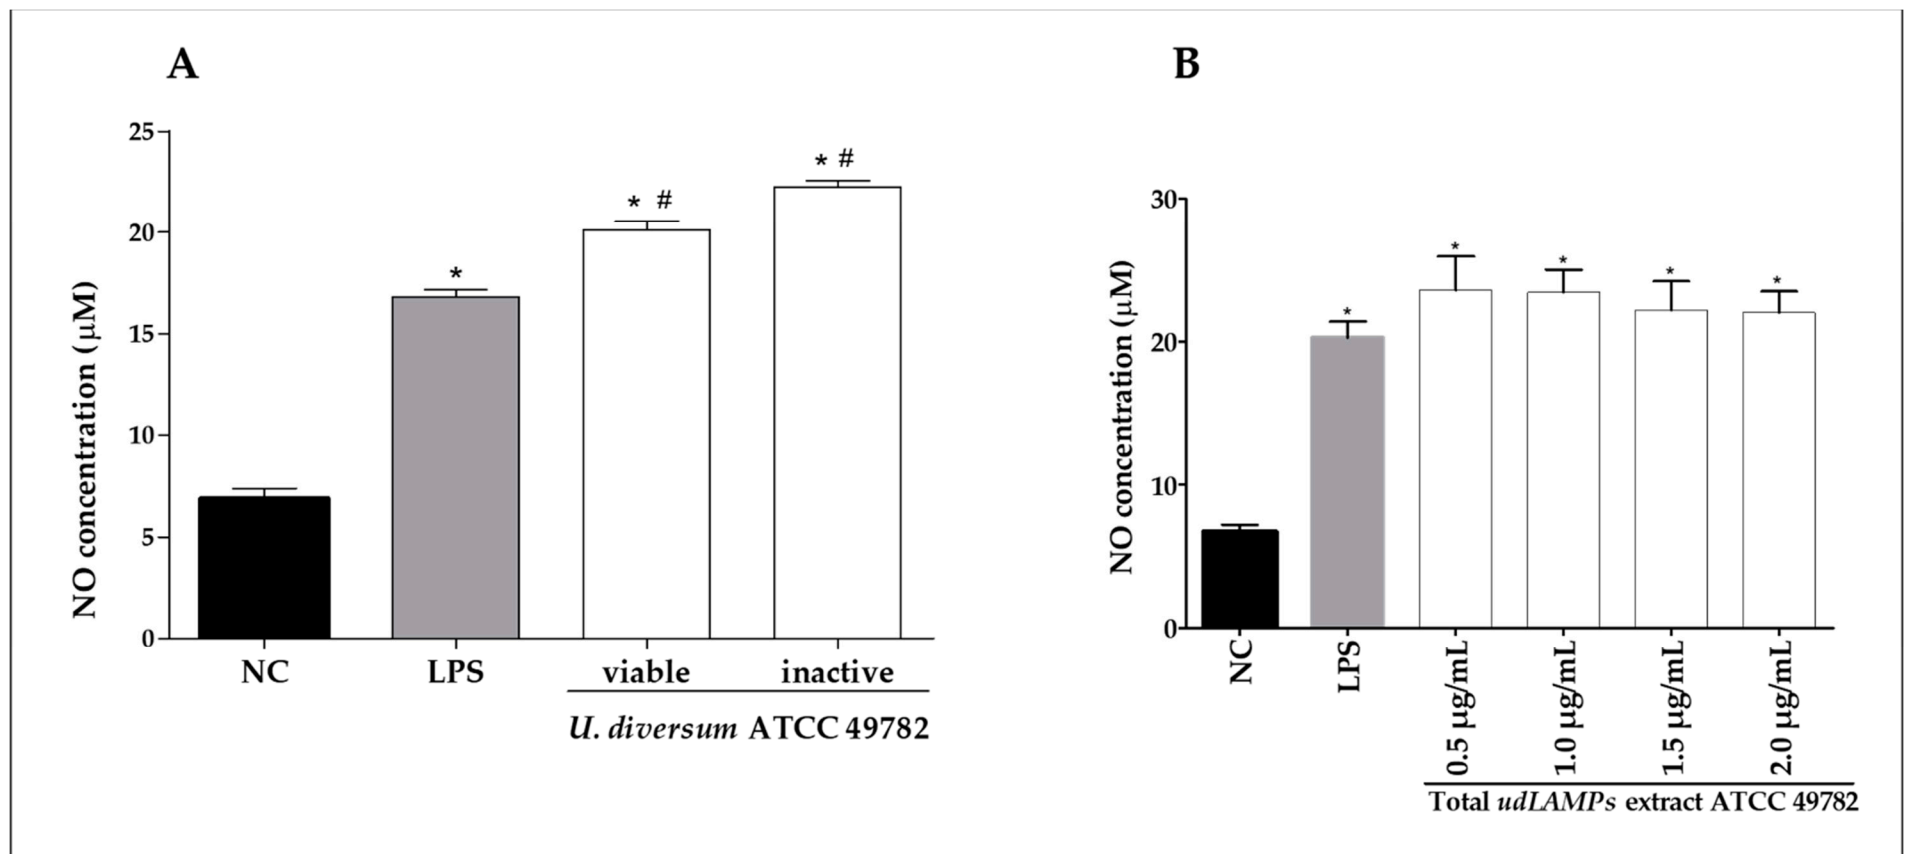 A
NO concentration (µM)
25
20
15
10
5
0
*
* #
* #
NC
LPS
viable
inactive
U. diversum ATCC 49782
B
NO concentration (µM)
30
20
10
0
*
*
*
*
*
NC
LPS
0.5 µg/mL
1.0 µg/mL
1.5 µg/mL
2.0 µg/mL
Total udLAMPs extract ATCC 49782